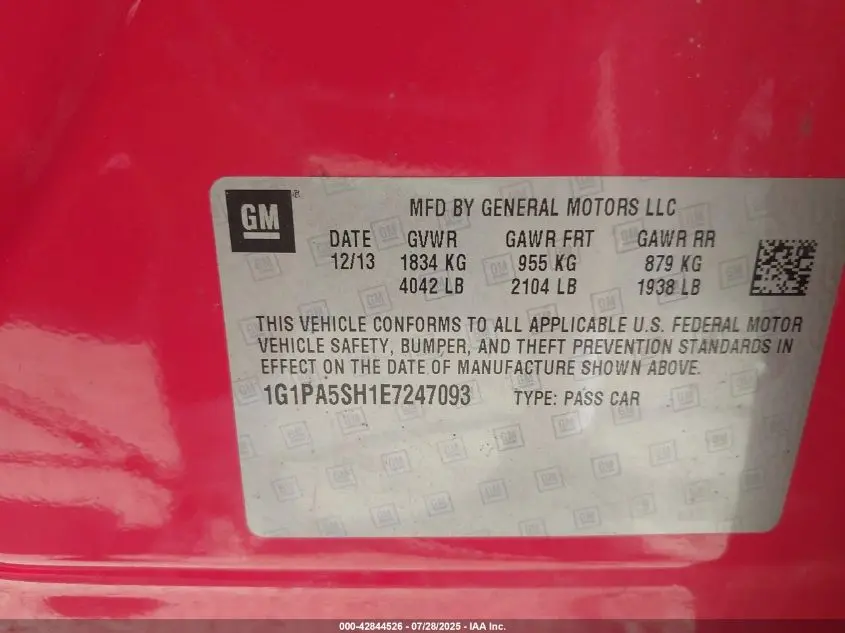 GM
MFD BY GENERAL MOTORS LLC
DATE GVWR GAWR FRT GAWR RR
12/13 1834 KG 955 KG 879 KG
4042 LB 2104 LB 1938 LB
THIS VEHICLE CONFORMS TO ALL APPLICABLE U.S. FEDERAL MOTOR
VEHICLE SAFETY, BUMPER, AND THEFT PREVENTION STANDARDS IN
EFFECT ON THE DATE OF MANUFACTURE SHOWN ABOVE.
1G1PA5SH1E7247093 TYPE: PASS CAR
000-42844526 - 07/28/2025 - IAA Inc.